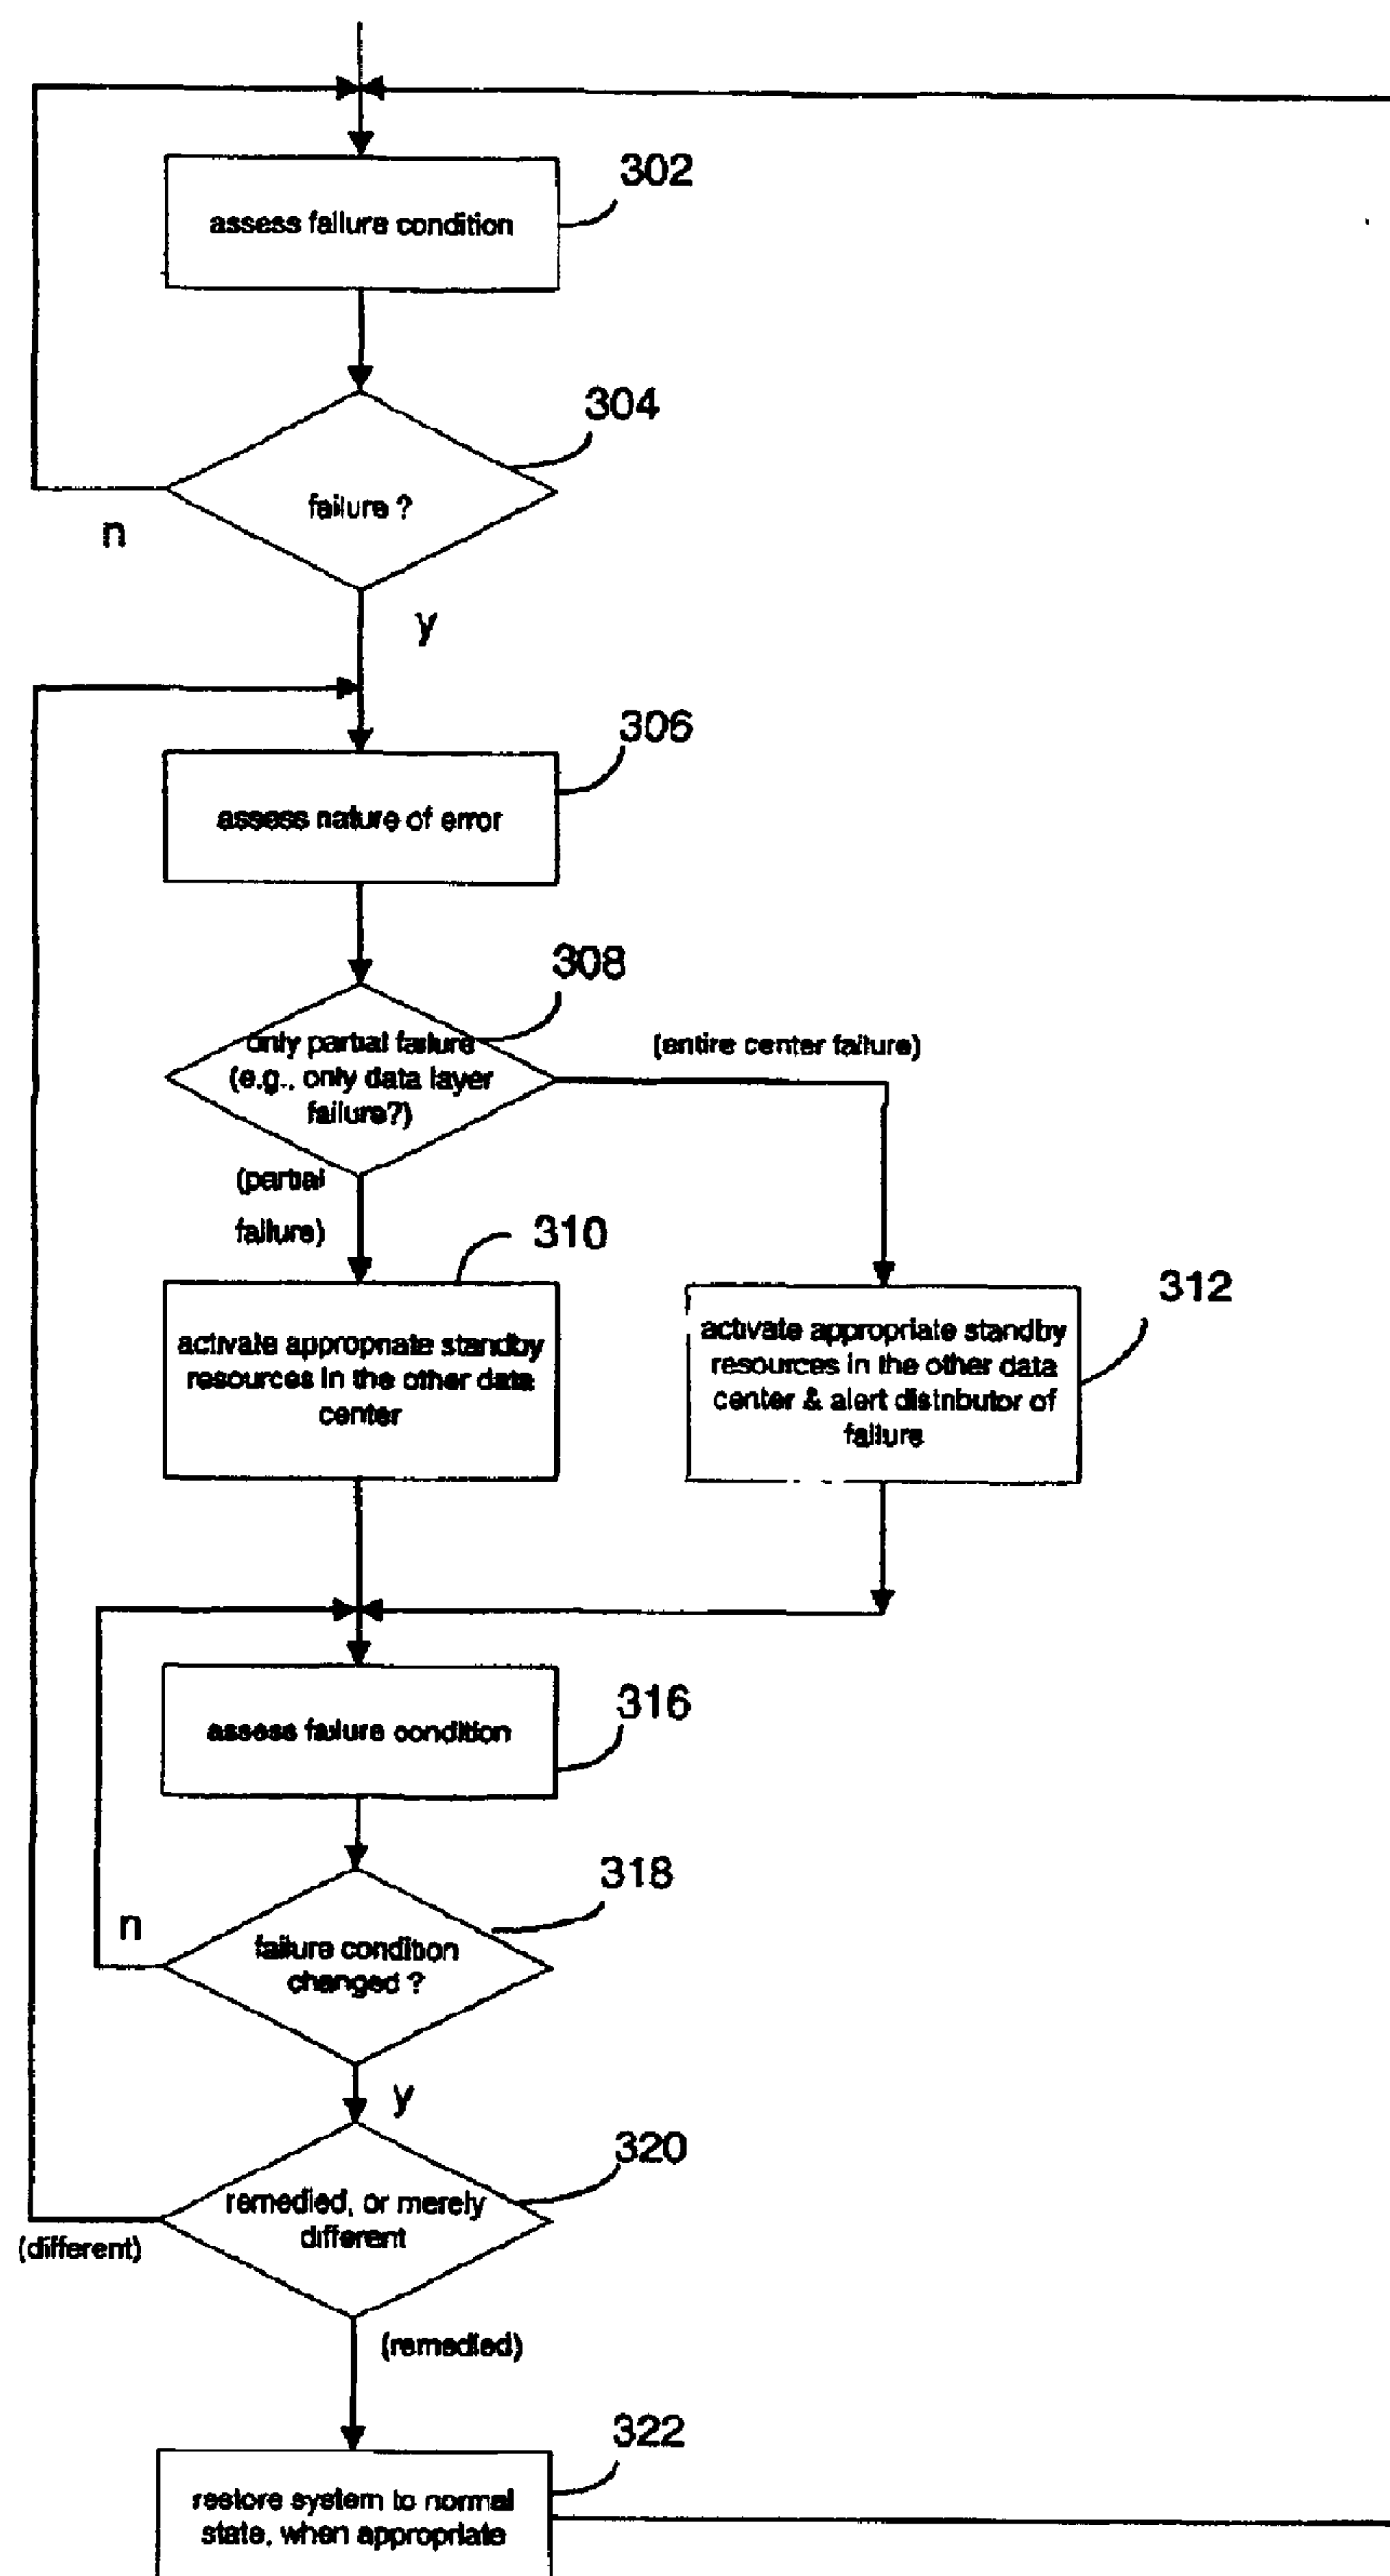 302
assess failure condition
304
failure ?
n
y
306
assess nature of error
308
only partial failure
(e.g., only data layer
failure?)
(entire center failure)
(partial
failure)
310
312
activate appropriate standby
resources in the other data
center
activate appropriate standby
resources in the other data
center & alert distributor of
failure
316
assess failure condition
318
n
failure condition
changed ?
y
320
remedied, or merely
different
(different)
(remedied)
322
restore system to normal
state, when appropriate